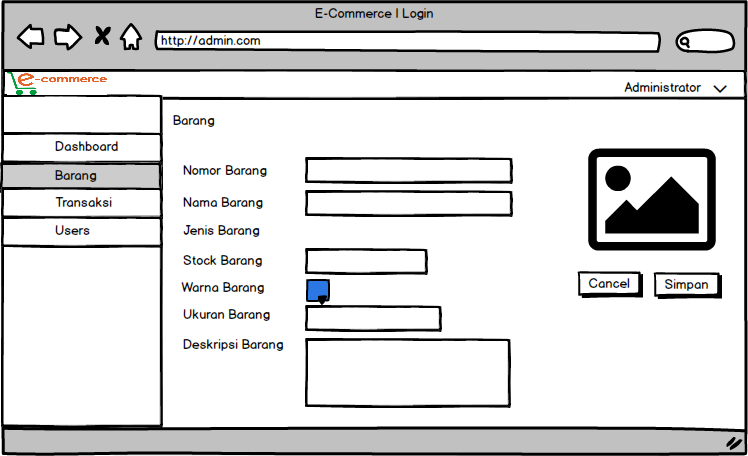 E-Commerce | Login
http://admin.com
e-commerce
Administrator
Barang
Dashboard
Barang
Transaksi
Users
Nomor Barang
Nama Barang
Jenis Barang
Stock Barang
Warna Barang
Ukuran Barang
Deskripsi Barang
Cancel
Simpan